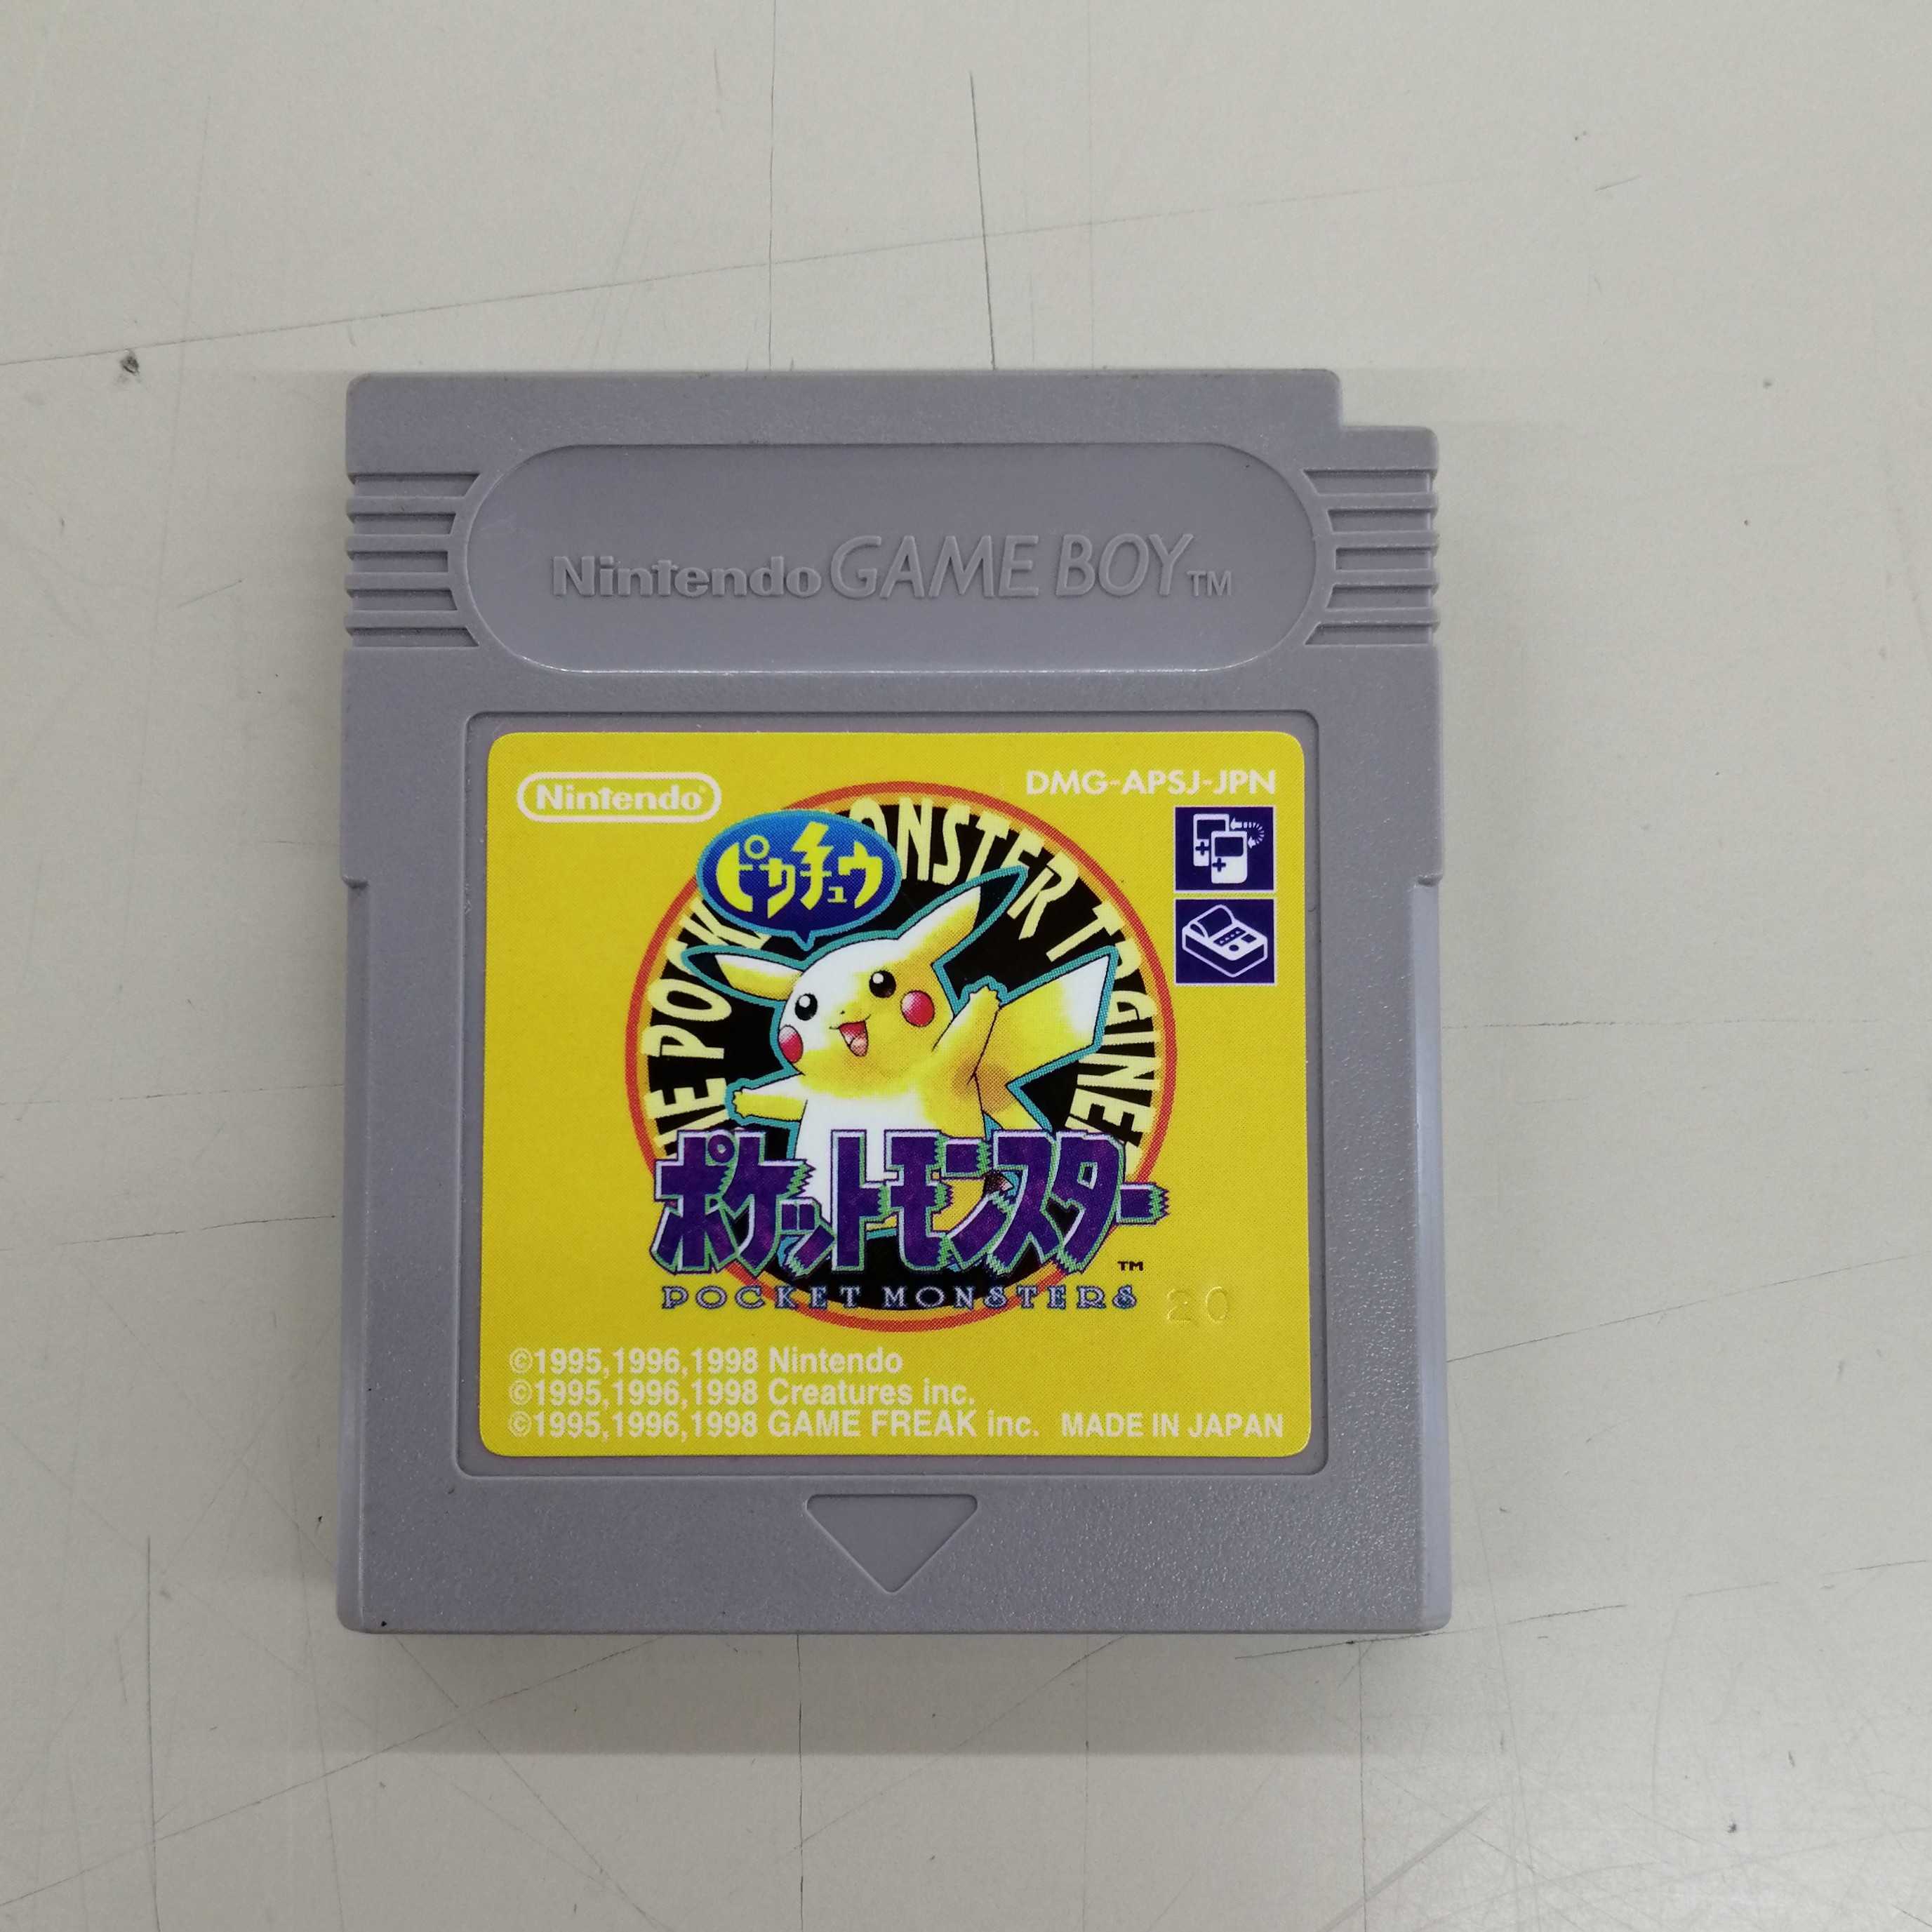 Nintendo GAME BOY TM
Nintendo®
DMG-APSJ-JPN
ピカチュウ
ポケットモンスター
TM
POCKET MONSTERS
20
©1995,1996,1998 Nintendo
©1995,1996,1998 Creatures inc.
©1995,1996,1998 GAME FREAK inc. MADE IN JAPAN